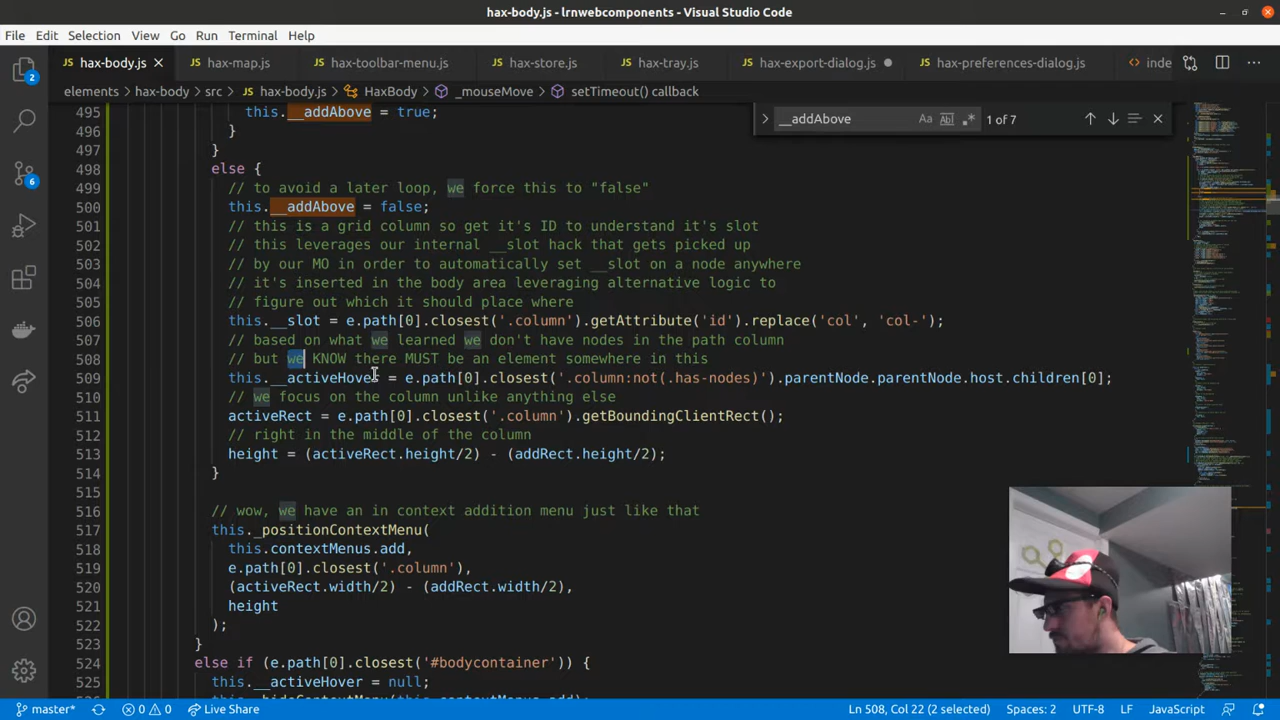 hax-body.js - lrnwebcomponents - Visual Studio Code
File Edit Selection View Go Run Terminal Help
hax-body.js hax-map.js hax-toolbar-menu.js hax-store.js hax-tray.js hax-export-dialog.js hax-preferences-dialog.js inde
elements > hax-body > src > hax-body.js > HaxBody > _mouseMove > setTimeout() callback
__addAbove 1 of 7
495 this.__addAbove = true;
496 }
497 }
498 else {
499 // to avoid a later loop, we force this to "false"
500 this.__addAbove = false;
501 // this is a grid column so get it's ID to understand it's slot
502 // this leverages our internal __slot hack that gets picked up
503 // by our MO in order to automatically set __slot on a node anywhere
504 // it's inserted in the body area leveraging alternative logic to
505 // figure out which it should place where
506 this.__slot = e.path[0].closest('.column').getAttribute('id').replace('col', 'col-');
507 // based on what we learned we don't have nodes in the path column
508 // but we KNOW there MUST be an element somewhere in this
509 this.__activeHover = e.path[0].closest('.column:not(.has-nodes)').parentNode.parentNode.host.children[0];
510 // we focus on the column unlike anything else
511 activeRect = e.path[0].closest('.column').getBoundingClientRect();
512 // right in the middle of the column
513 height = (activeRect.height/2) - (addRect.height/2);
514 }
515
516 // wow, we have an in context addition menu just like that
517 this._positionContextMenu(
518 this.contextMenus.add,
519 e.path[0].closest('.column'),
520 (activeRect.width/2) - (addRect.width/2),
521 height
522 );
523 }
524 else if (e.path[0].closest('#bodycontainer')) {
525 this.__activeHover = null;
master* 0 0 Live Share Ln 508, Col 22 (2 selected) Spaces: 2 UTF-8 LF JavaScript